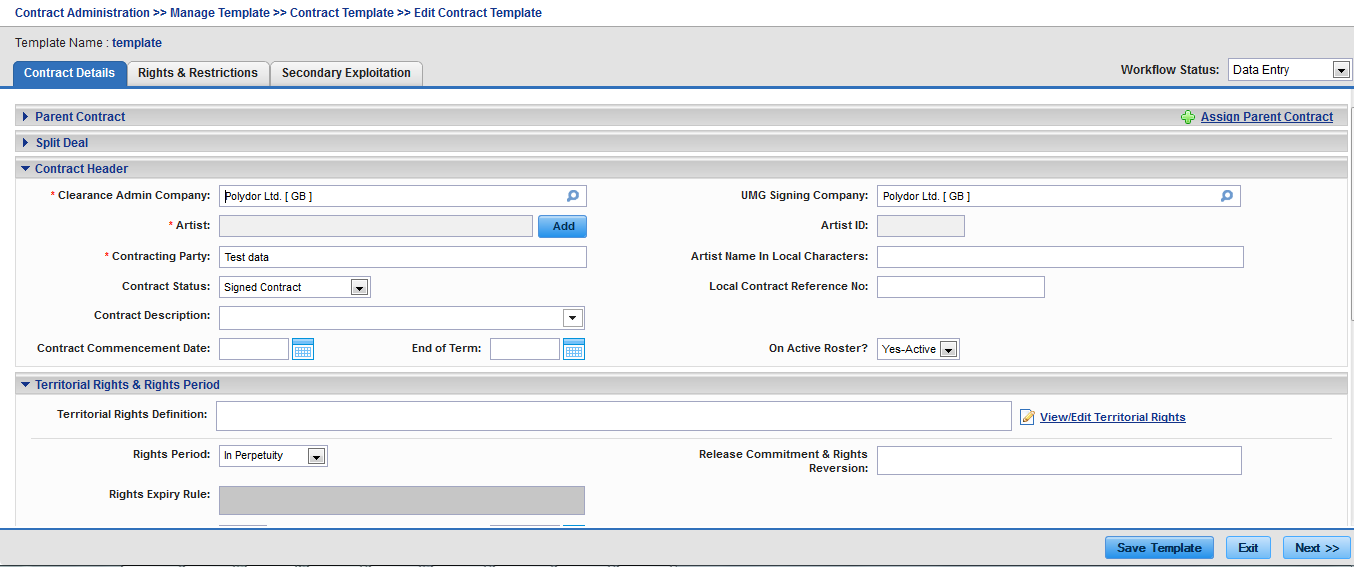 Contract Administration >> Manage Template >> Contract Template >> Edit Contract Template
Template Name : template
Contract Details Rights & Restrictions Secondary Exploitation Workflow Status: Data Entry
Parent Contract Assign Parent Contract
Split Deal
Contract Header
* Clearance Admin Company: Polydor Ltd. [ GB ] UMG Signing Company: Polydor Ltd. [ GB ]
* Artist: Add Artist ID:
* Contracting Party: Test data Artist Name In Local Characters:
Contract Status: Signed Contract Local Contract Reference No:
Contract Description:
Contract Commencement Date: End of Term: On Active Roster? Yes-Active
Territorial Rights & Rights Period
Territorial Rights Definition: View/Edit Territorial Rights
Rights Period: In Perpetuity Release Commitment & Rights
Reversion:
Rights Expiry Rule:
Save Template Exit Next >>